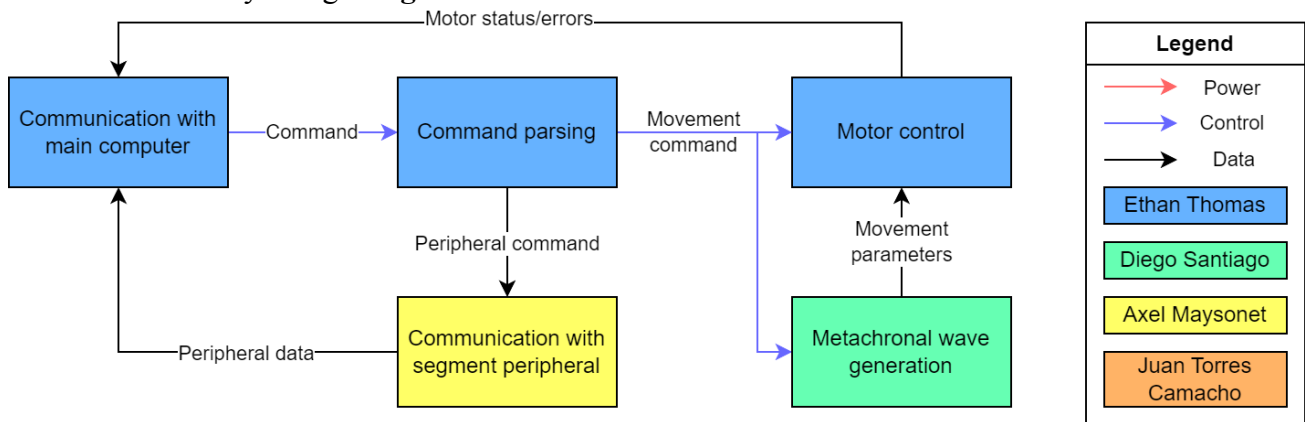 Motor status/errors
Communication with
main computer
Command
Command parsing
Movement
command
Motor control
Peripheral command
Movement
parameters
Peripheral data
Communication with
segment peripheral
Metachronal wave
generation
Legend
Power
Control
Data
Ethan Thomas
Diego Santiago
Axel Maysonet
Juan Torres
Camacho